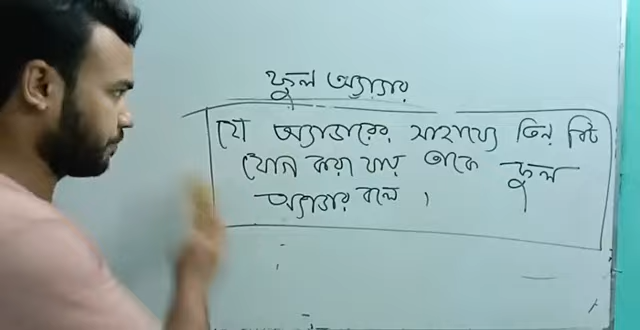 ফুল অ্যাডার
যে অ্যাডারের সাহায্যে তিন বিট
যোগ করা যায় তাকে ফুল
অ্যাডার বলে ।